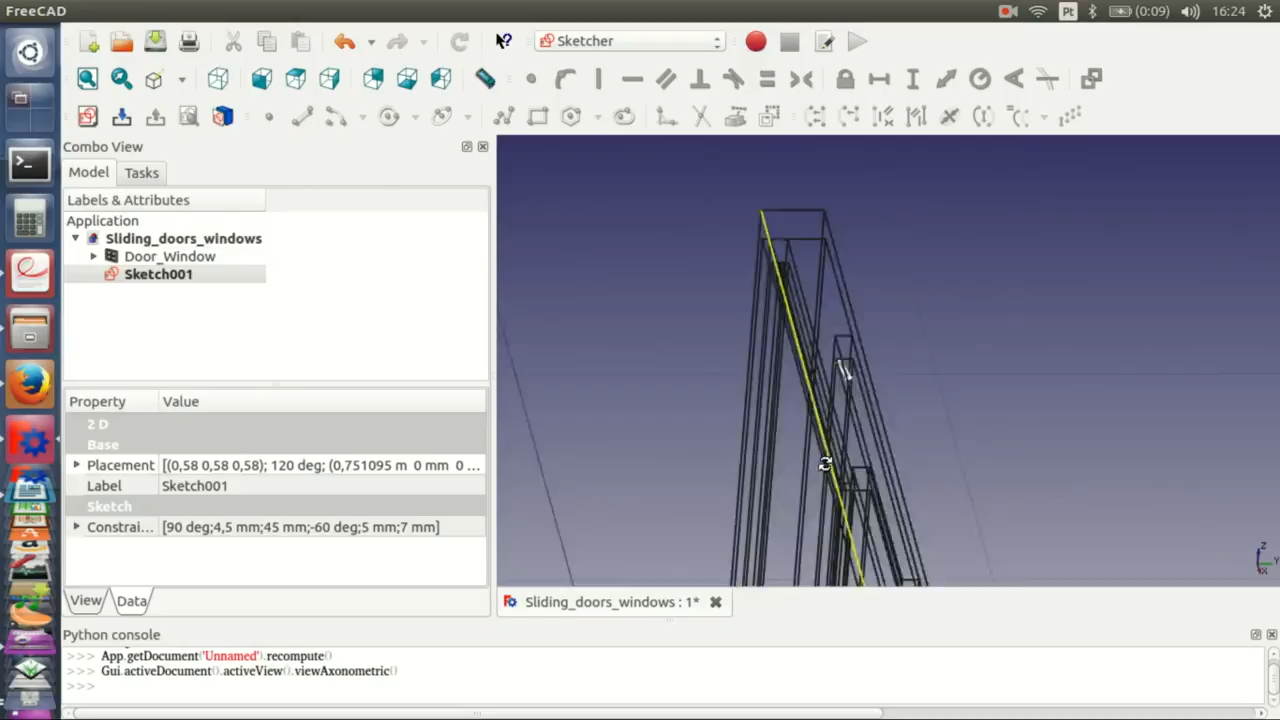 FreeCAD
Pt
(0:09)
16:24
Sketcher
Combo View
Model
Tasks
Labels & Attributes
Application
Sliding_doors_windows
Door_Window
Sketch001
Property
Value
2 D
Base
Placement
[(0,58 0,58 0,58); 120 deg; (0,751095 m  0 mm  0 ...
Label
Sketch001
Sketch
Constrai...
[90 deg;4,5 mm;45 mm;-60 deg;5 mm;7 mm]
View
Data
Z
Y
X
Sliding_doors_windows : 1*
Python console
>>> App.getDocument('Unnamed').recompute()
>>> Gui.activeDocument().activeView().viewAxonometric()
>>>